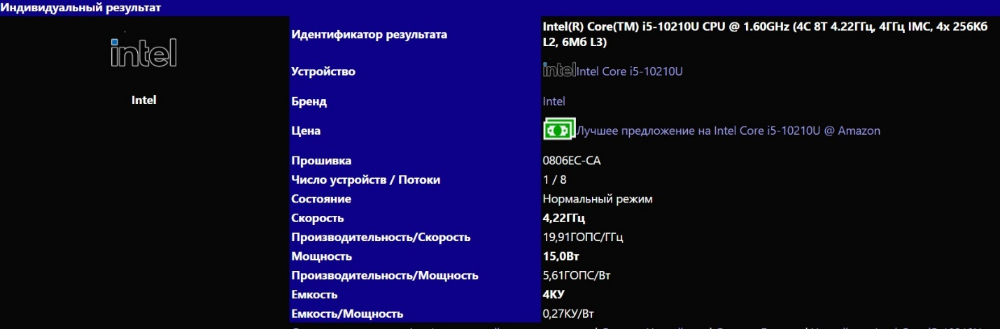 Индивидуальный результат
intel
Intel
Идентификатор результата
Intel(R) Core(TM) i5-10210U CPU @ 1.60GHz (4C 8T 4.22ГГц, 4ГГц IMC, 4x 256Кб
L2, 6Мб L3)
Устройство
intel Intel Core i5-10210U
Бренд
Intel
Цена
Лучшее предложение на Intel Core i5-10210U @ Amazon
Прошивка
0806EC-CA
Число устройств / Потоки
1 / 8
Состояние
Нормальный режим
Скорость
4,22ГГц
Производительность/Скорость
19,91ГОПС/ГГц
Мощность
15,0Вт
Производительность/Мощность
5,61ГОПС/Вт
Емкость
4КУ
Емкость/Мощность
0,27КУ/Вт